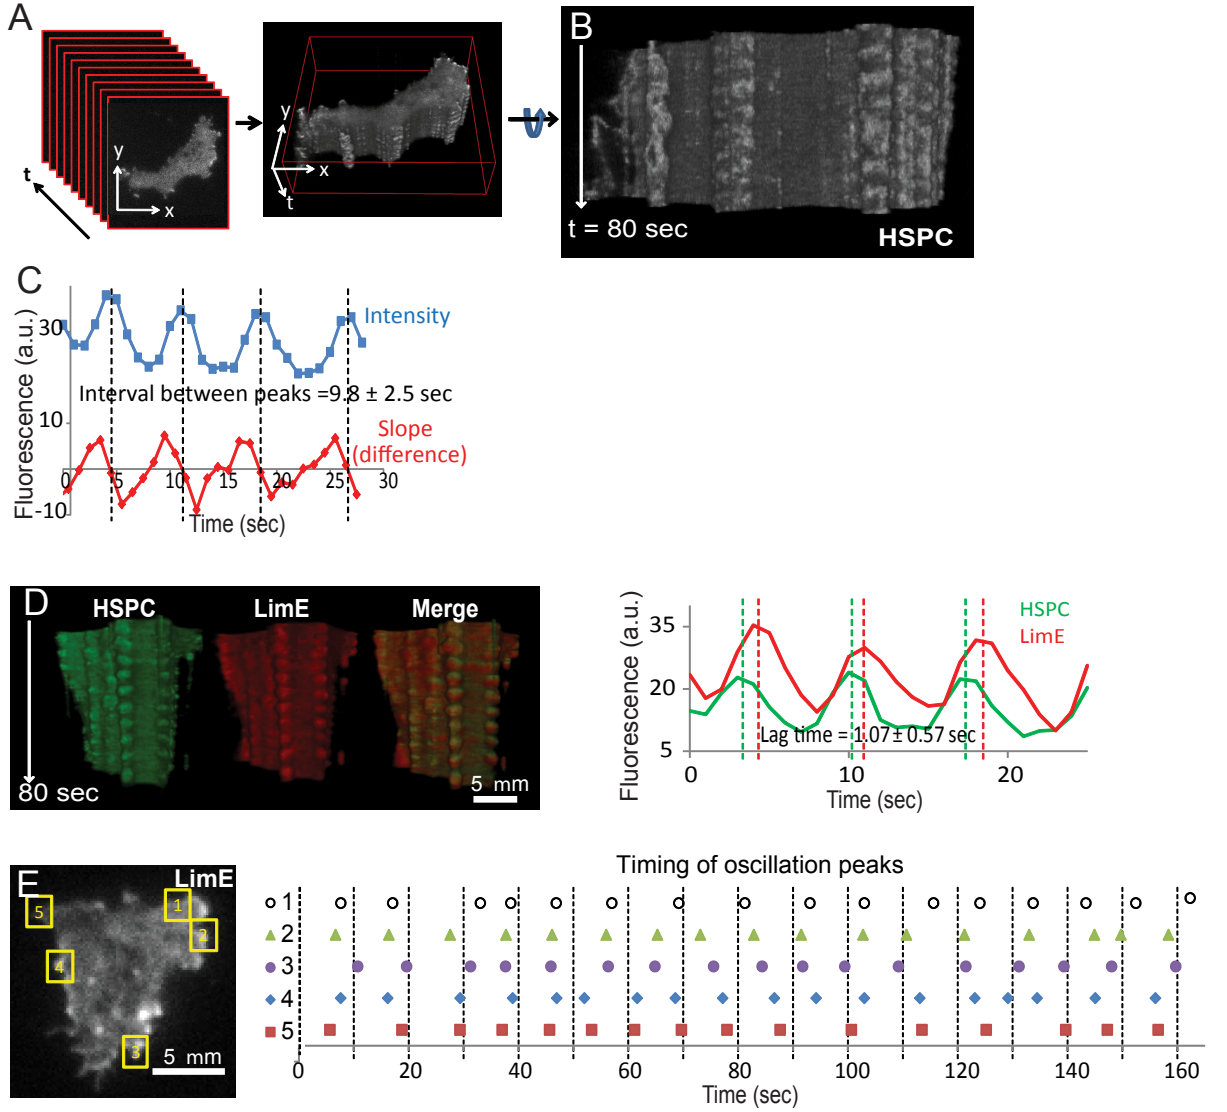 A
t
y
x
y
x
t
B
t = 80 sec
HSPC
C
Fluorescence (a.u.)
30
10
-10
Intensity
Interval between peaks =9.8 ± 2.5 sec
Slope
(difference)
0 5 10 15 20 25 30
Time (sec)
D
HSPC LimE Merge
80 sec
5 mm
Fluorescence (a.u.)
35
20
5
HSPC
LimE
Lag time = 1.07± 0.57 sec
0 10 20
Time (sec)
E
LimE
5 1
2
4
3
5 mm
Timing of oscillation peaks
1
2
3
4
5
0 20 40 60 80 100 120 140 160
Time (sec)